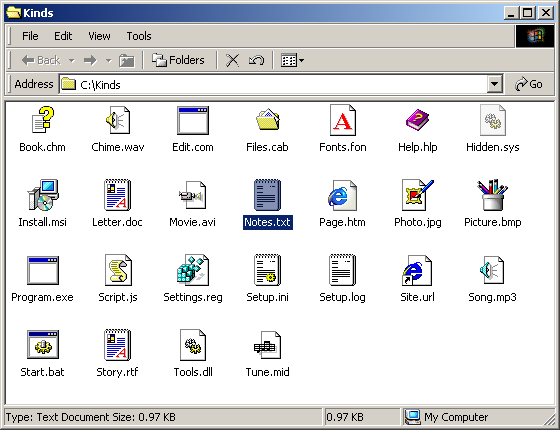 Kinds
File Edit View Tools
Back Folders
Address C:\Kinds Go
Book.chm Chime.wav Edit.com Files.cab Fonts.fon Help.hlp Hidden.sys
Install.msi Letter.doc Movie.avi Notes.txt Page.htm Photo.jpg Picture.bmp
Program.exe Script.js Settings.reg Setup.ini Setup.log Site.url Song.mp3
Start.bat Story.rtf Tools.dll Tune.mid
Type: Text Document Size: 0.97 KB 0.97 KB My Computer